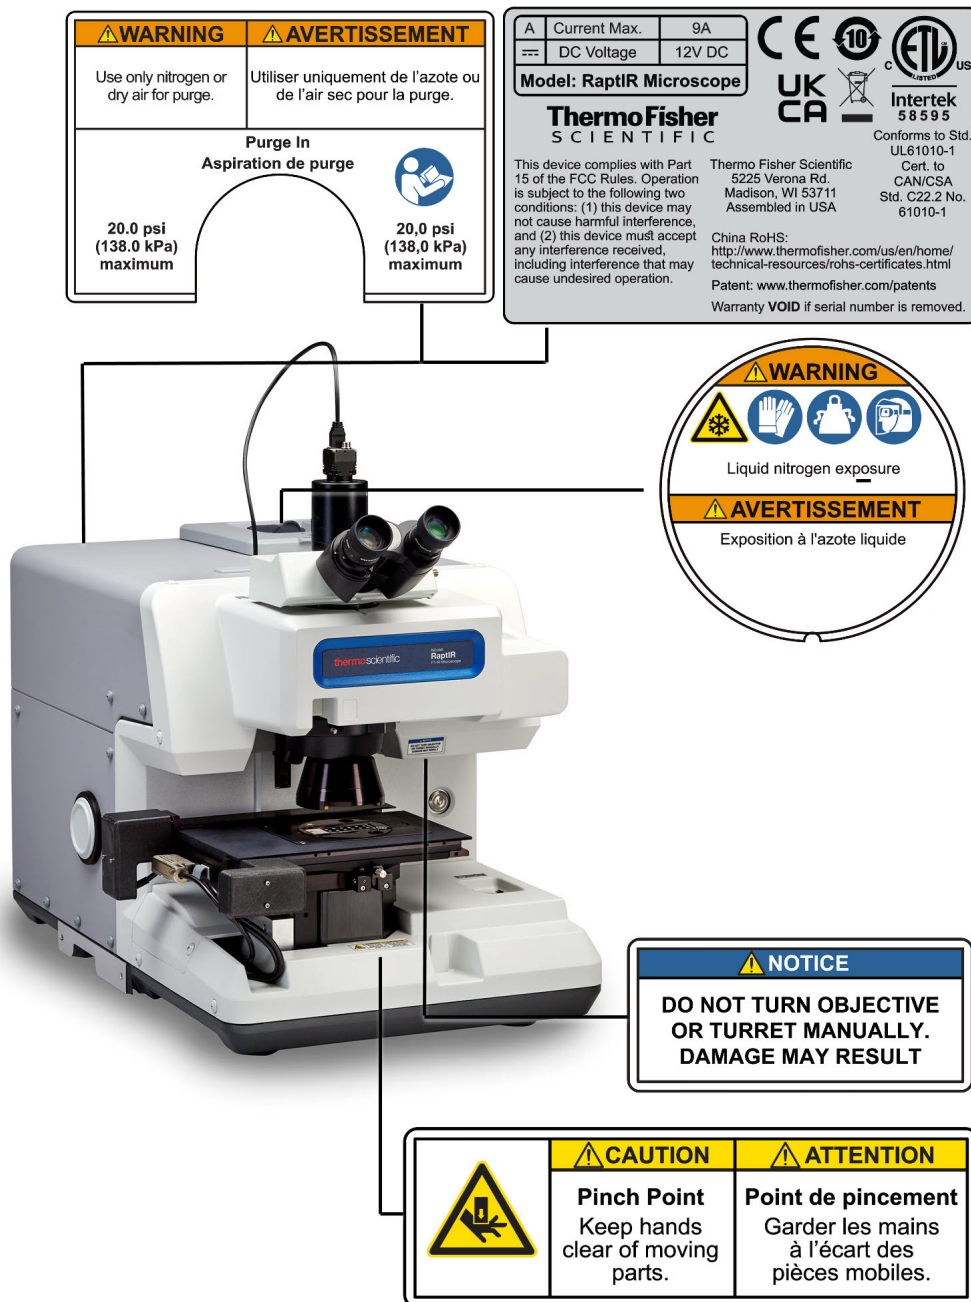 WARNING
AVERTISSEMENT
Use only nitrogen or
dry air for purge.
Utiliser uniquement de l'azote ou
de l'air sec pour la purge.
Purge In
Aspiration de purge
20.0 psi
(138.0 kPa)
maximum
20,0 psi
(138,0 kPa)
maximum
A Current Max. 9A
DC Voltage 12V DC
Model: RaptIR Microscope
ThermoFisher
SCIENTIFIC
This device complies with Part
15 of the FCC Rules. Operation
is subject to the following two
conditions: (1) this device may
not cause harmful interference,
and (2) this device must accept
any interference received,
including interference that may
cause undesired operation.
CE
10
UK
CA
ETL
LISTED
C US
Intertek
58595
Conforms to Std.
UL61010-1
Cert. to
CAN/CSA
Std. C22.2 No.
61010-1
Thermo Fisher Scientific
5225 Verona Rd.
Madison, WI 53711
Assembled in USA
China RoHS:
http://www.thermofisher.com/us/en/home/
technical-resources/rohs-certificates.html
Patent: www.thermofisher.com/patents
Warranty VOID if serial number is removed.
WARNING
Liquid nitrogen exposure
AVERTISSEMENT
Exposition à l'azote liquide
thermoscientific
RaptIR
NOTICE
DO NOT TURN OBJECTIVE
OR TURRET MANUALLY.
DAMAGE MAY RESULT
CAUTION
Pinch Point
Keep hands
clear of moving
parts.
ATTENTION
Point de pincement
Garder les mains
à l'écart des
pièces mobiles.